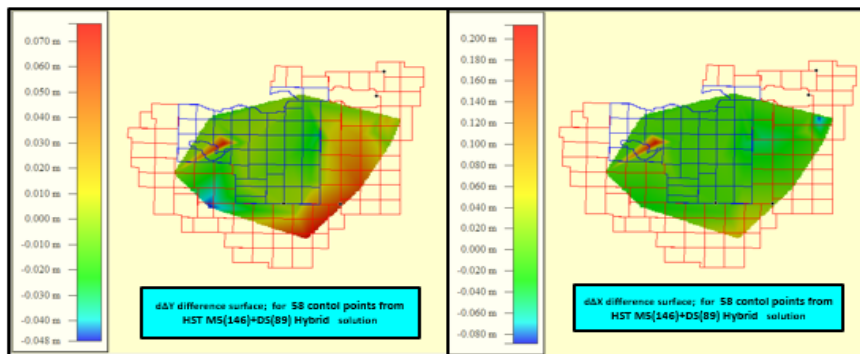 0.070 m
0.060 m
0.050 m
0.040 m
0.030 m
0.020 m
0.010 m
0.000 m
-0.010 m
-0.020 m
-0.030 m
-0.040 m
-0.048 m
dΔY difference surface; for 58 contol points from
HST MS(146)+DS(89) Hybrid solution
0.200 m
0.180 m
0.160 m
0.140 m
0.120 m
0.100 m
0.080 m
0.060 m
0.040 m
0.020 m
0.000 m
-0.020 m
-0.040 m
-0.060 m
-0.080 m
dΔX difference surface; for 58 contol points from
HST MS(146)+DS(89) Hybrid solution